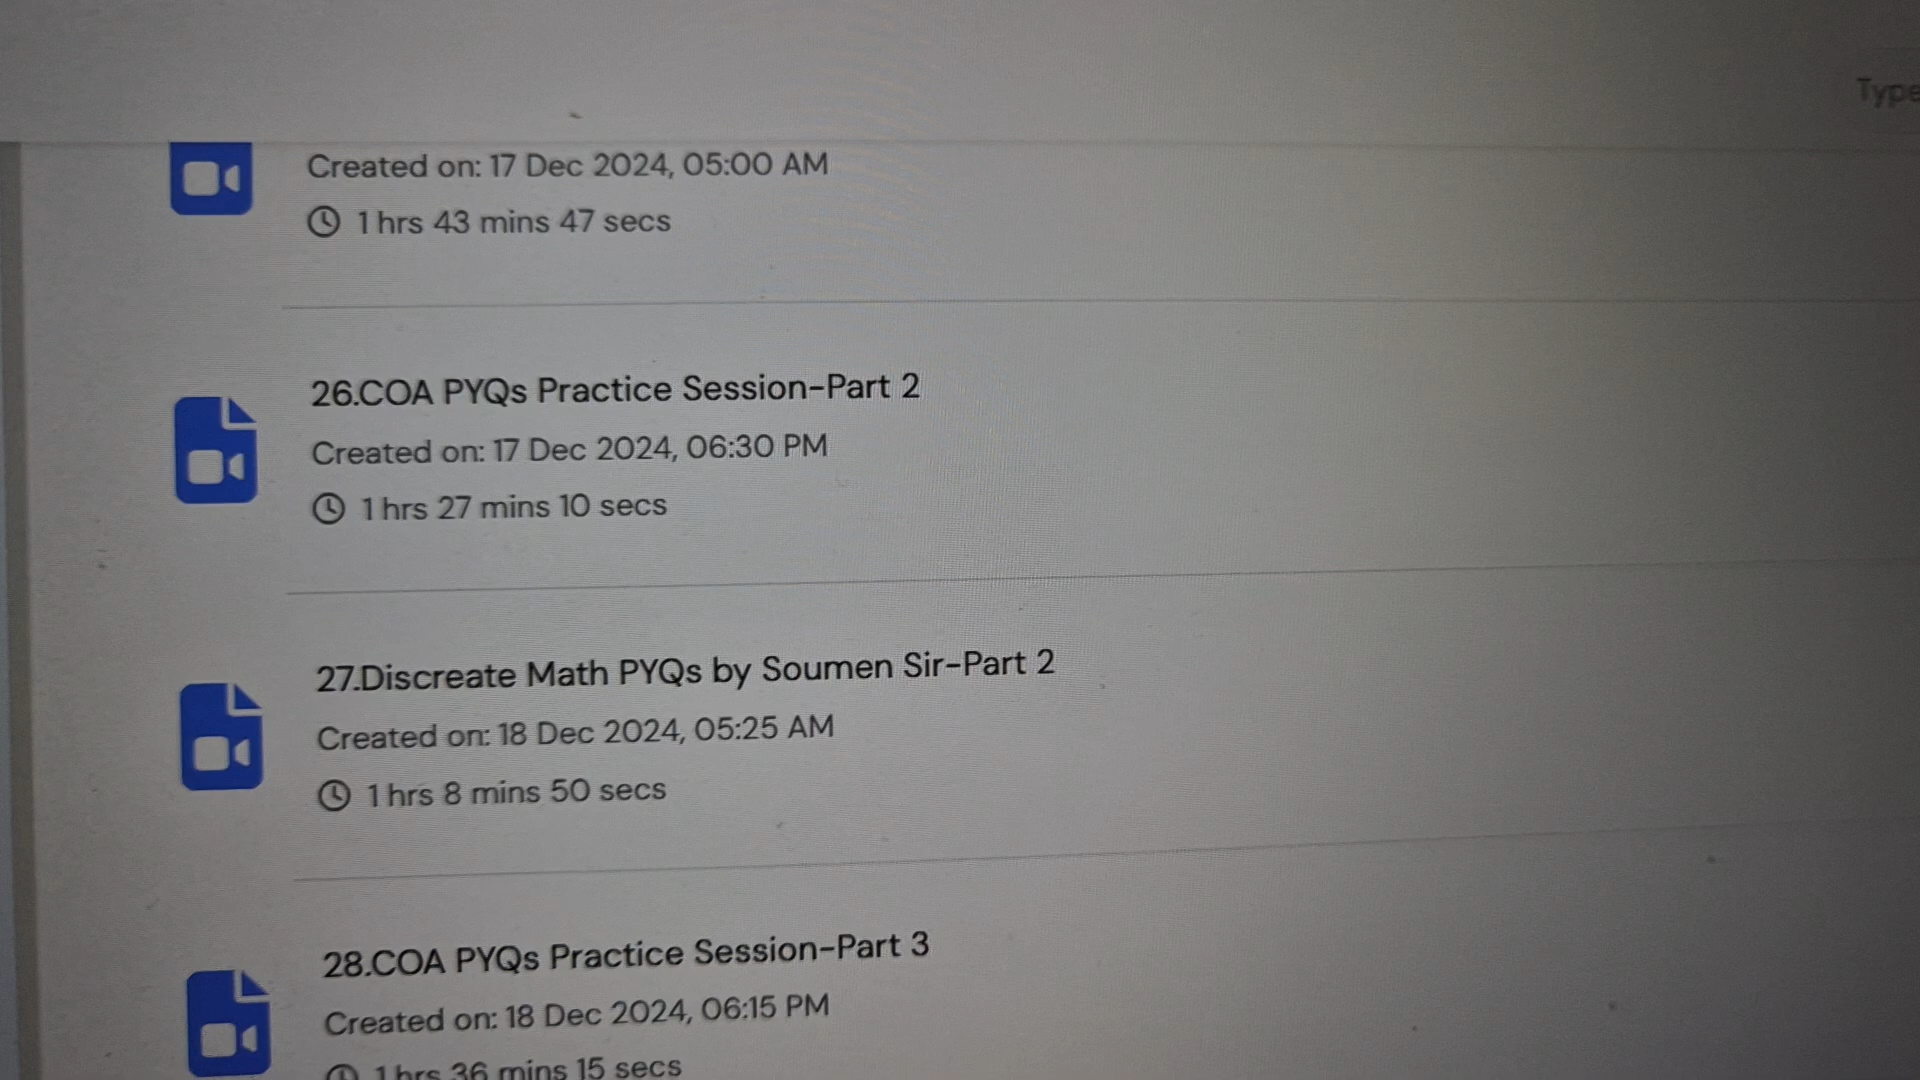 Type
Created on: 17 Dec 2024, 05:00 AM
1 hrs 43 mins 47 secs
26.COA PYQs Practice Session-Part 2
Created on: 17 Dec 2024, 06:30 PM
1 hrs 27 mins 10 secs
27.Discreate Math PYQs by Soumen Sir-Part 2
Created on: 18 Dec 2024, 05:25 AM
1 hrs 8 mins 50 secs
28.COA PYQs Practice Session-Part 3
Created on: 18 Dec 2024, 06:15 PM
1 hrs 36 mins 15 secs